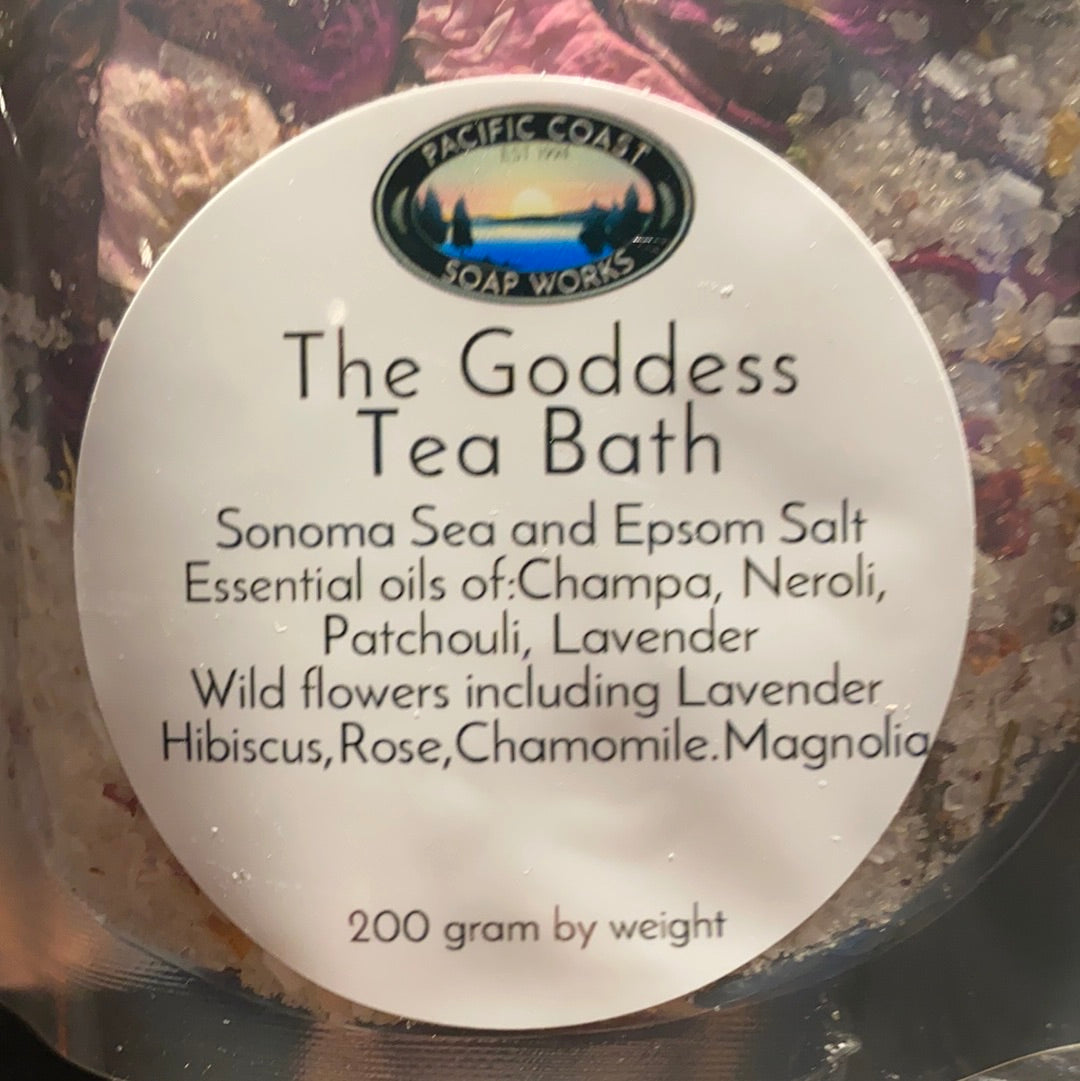 PACIFIC COAST
EST 1994
SOAP WORKS
The Goddess
Tea Bath
Sonoma Sea and Epsom Salt
Essential oils of:Champa, Neroli,
Patchouli, Lavender
Wild flowers including Lavender
Hibiscus,Rose,Chamomile.Magnolia
200 gram by weight